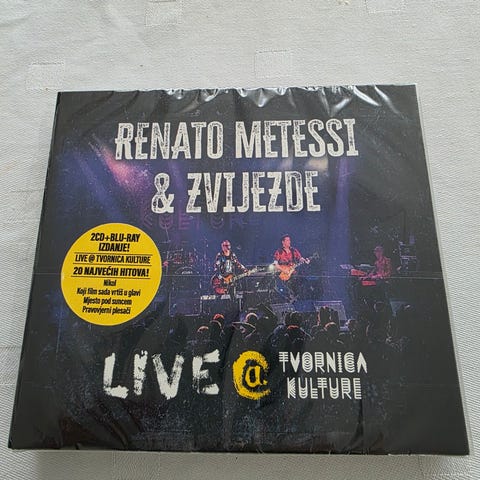 RENATO METESSI
& ZVIJEZDE
2CD+BLU-RAY
IZDANJE!
LIVE @ TVORNICA KULTURE
20 NAJVEĆIH HITOVA!
Nikol
Koji film sada vrtiš u glavi
Mjesto pod suncem
Pravovjerni plesači
LIVE @ TVORNICA
KULTURE